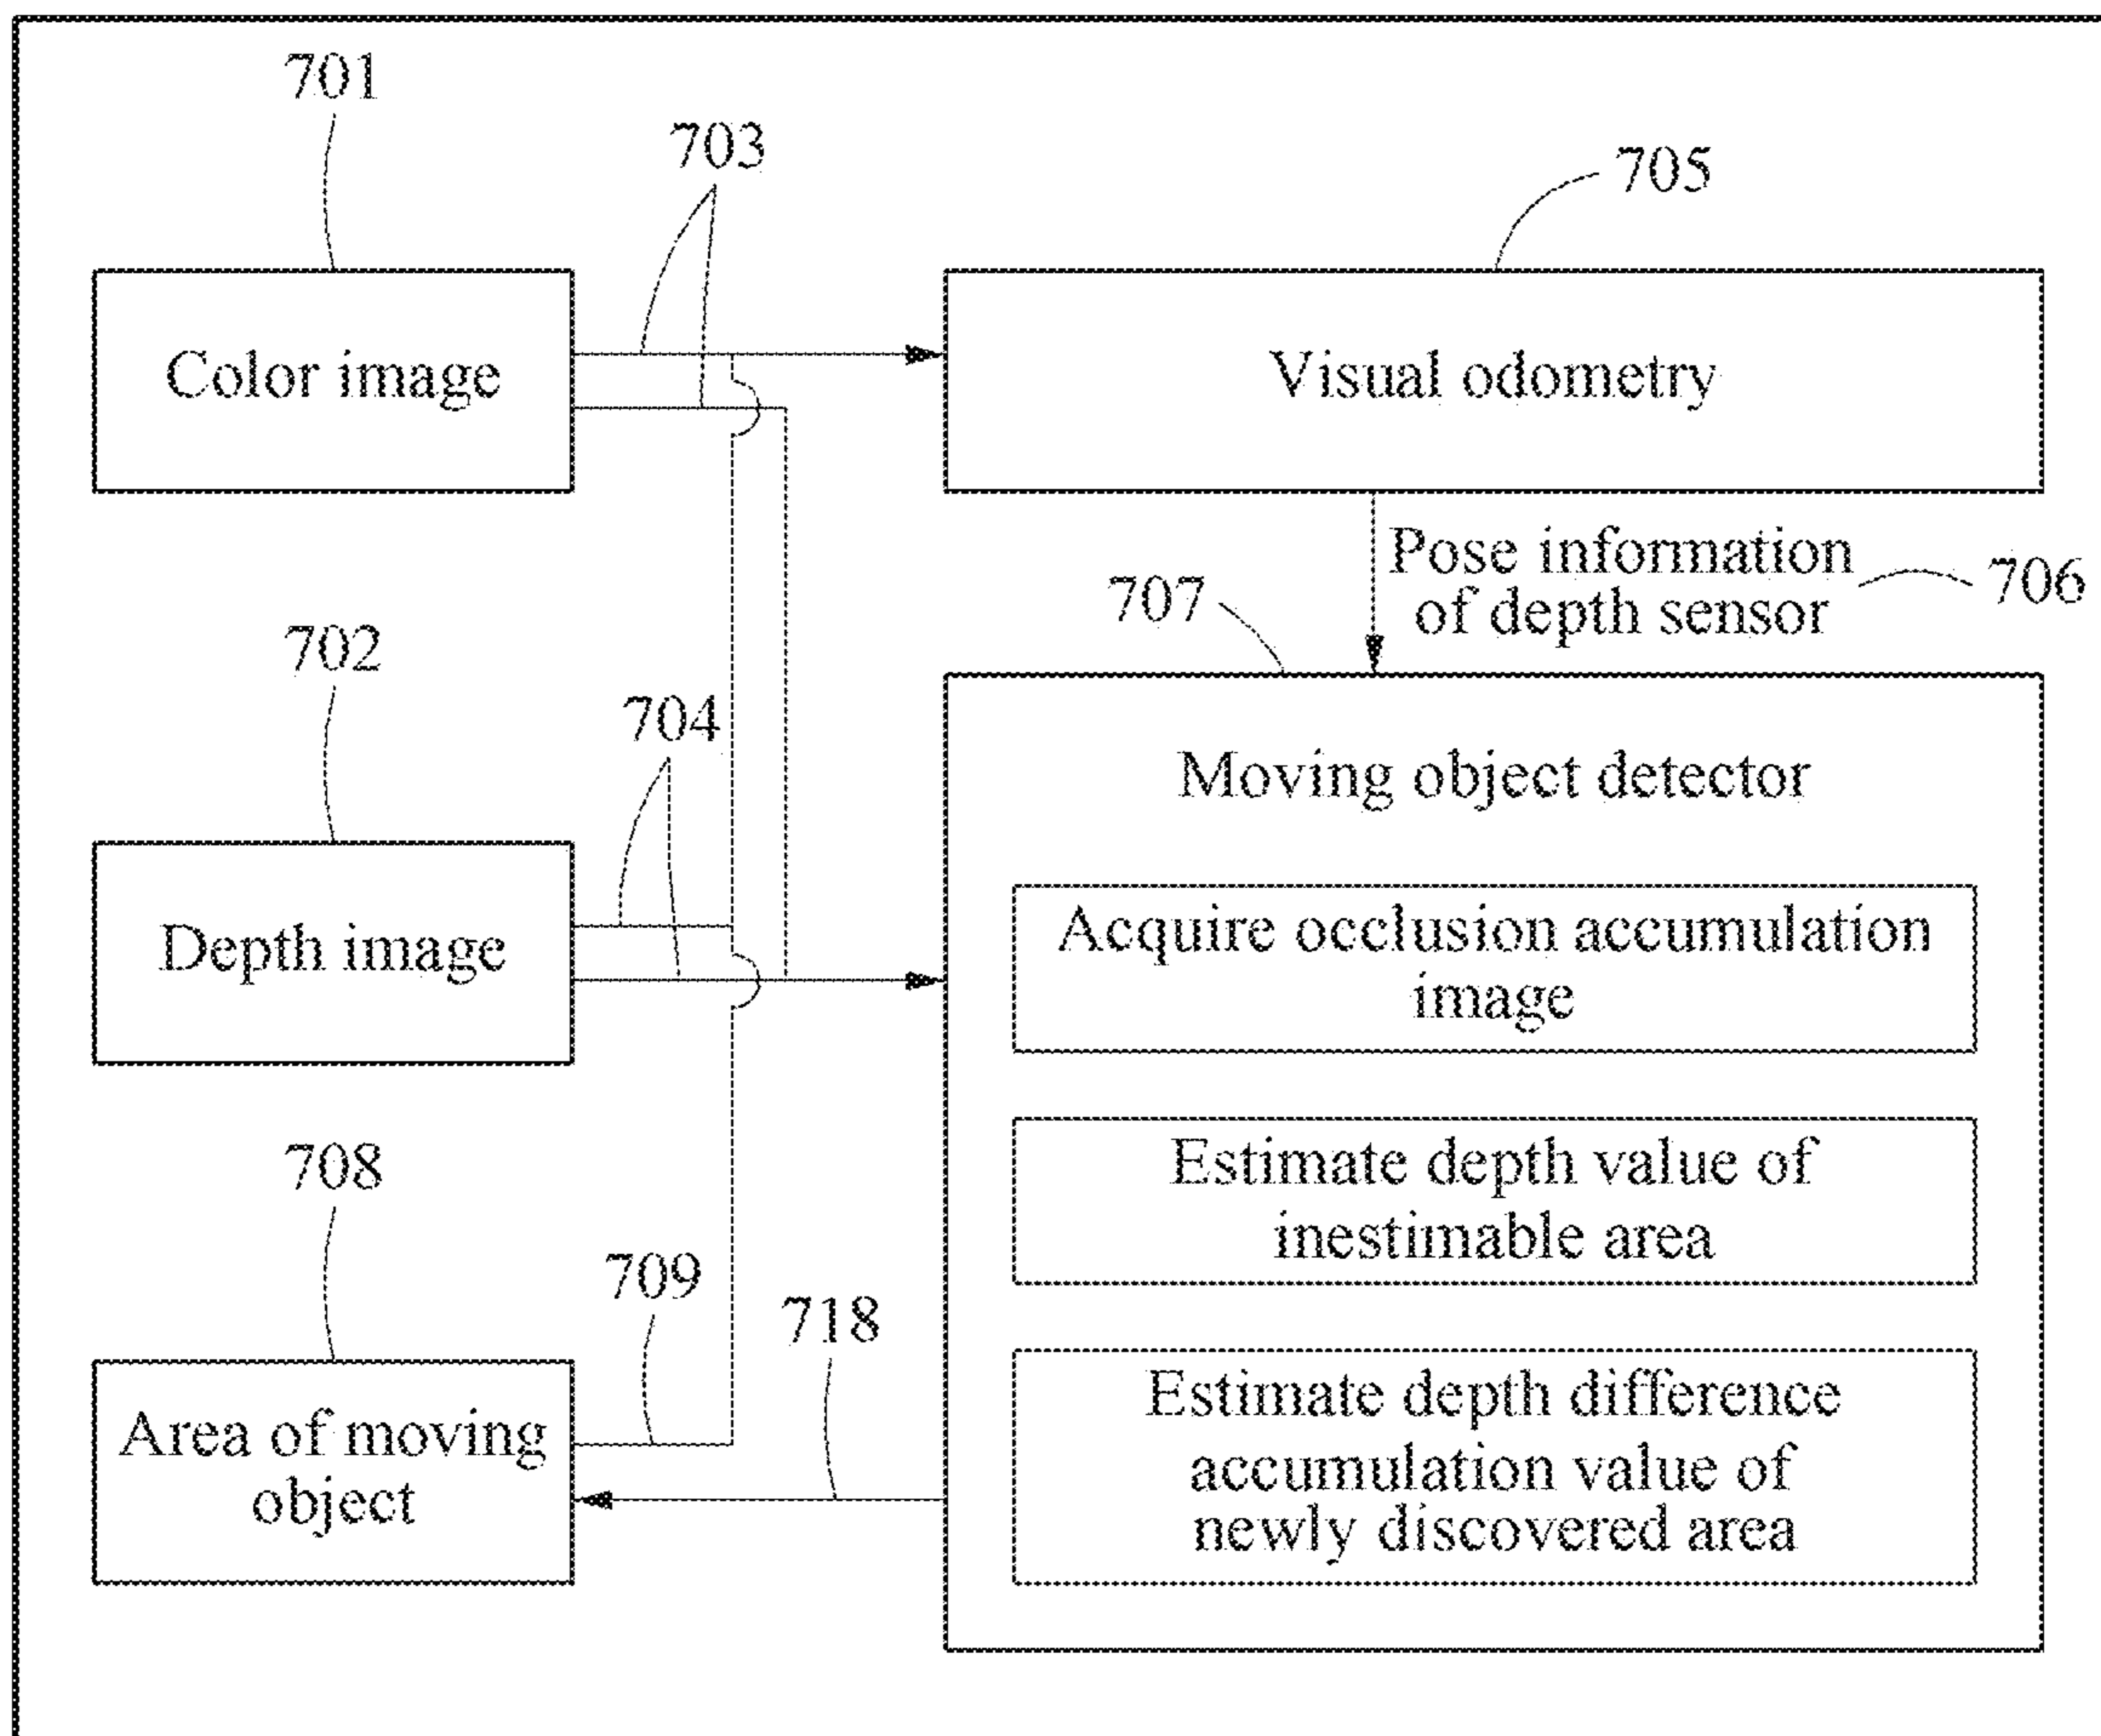 701
703
705
Color image
Visual odometry
Pose information
of depth sensor
706
707
702
704
Moving object detector
Depth image
Acquire occlusion accumulation
image
708
Estimate depth value of
inestimable area
709
718
Area of moving
object
Estimate depth difference
accumulation value of
newly discovered area